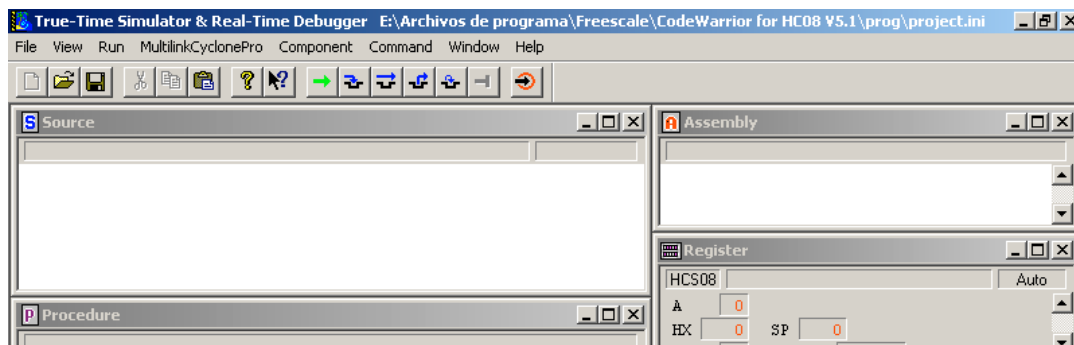 True-Time Simulator & Real-Time Debugger E:\Archivos de programa\Freescale\CodeWarrior for HC08 V5.1\prog\project.ini
File View Run MultilinkCyclonePro Component Command Window Help
S Source
A Assembly
Register
HCS08 Auto
A 0
HX 0 SP 0
P Procedure